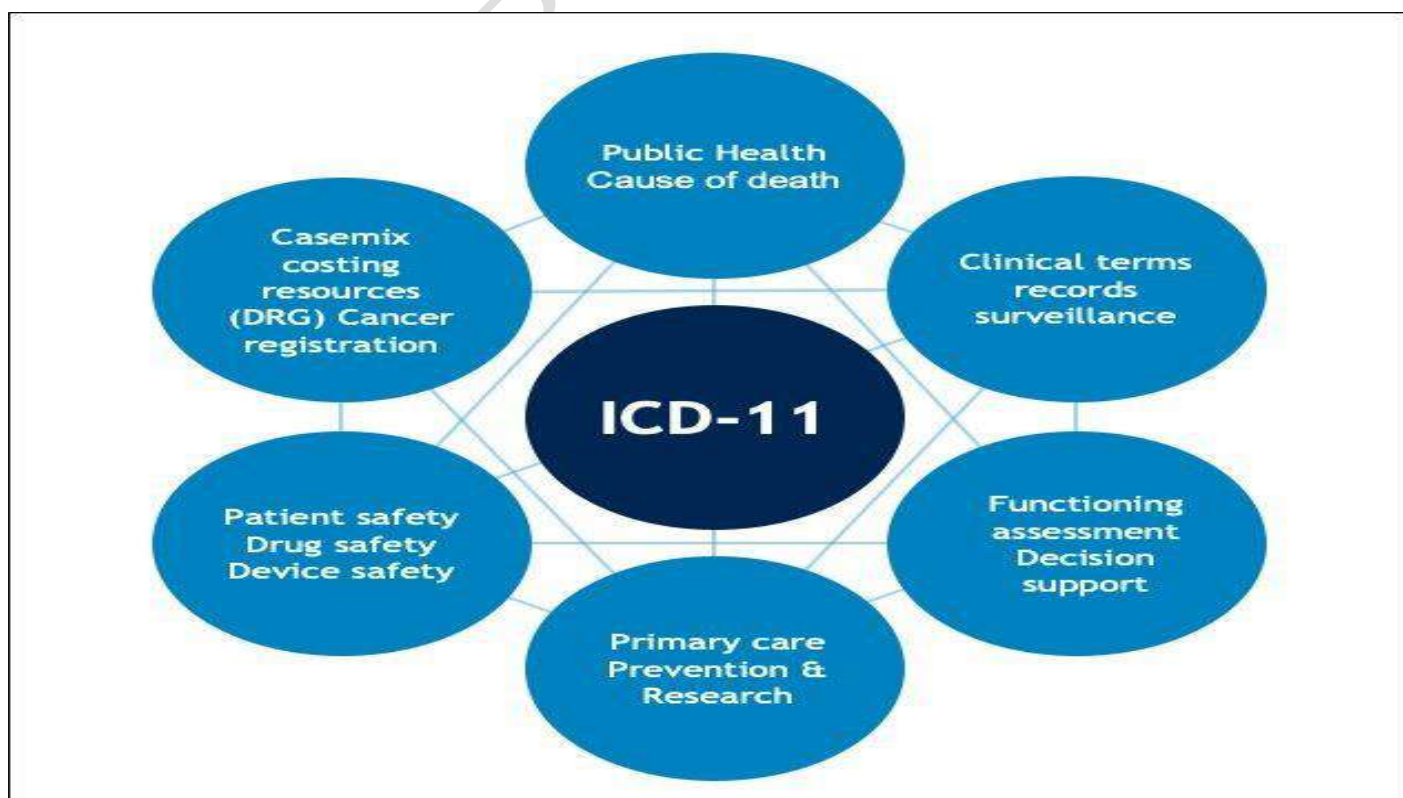 Public Health
Cause of death
Casemix
costing
resources
(DRG) Cancer
registration
Clinical terms
records
surveillance
ICD-11
Patient safety
Drug safety
Device safety
Functioning
assessment
Decision
support
Primary care
Prevention &
Research